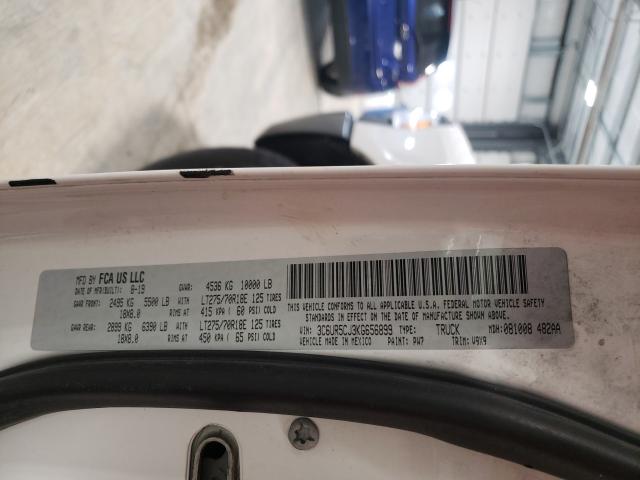 MFD BY FCA US LLC
DATE OF MFR(BUILT): 8-19 GVWR: 4536 KG 10000 LB
GAWR FRONT: 2495 KG 5500 LB WITH LT275/70R18E 125 TIRES
18X8.0 RIMS AT 415 KPA ( 60 PSI) COLD
GAWR REAR: 2899 KG 6390 LB WITH LT275/70R18E 125 TIRES
18X8.0 RIMS AT 450 KPA ( 65 PSI) COLD
THIS VEHICLE CONFORMS TO ALL APPLICABLE U.S.A. FEDERAL MOTOR VEHICLE SAFETY
STANDARDS IN EFFECT ON THE DATE OF MANUFACTURE SHOWN ABOVE.
VIN: 3C6UR5CJ3KG656899 TYPE: TRUCK MDH: 081008 482AA
VEHICLE MADE IN MEXICO PAINT: PW7 TRIM: V9X9